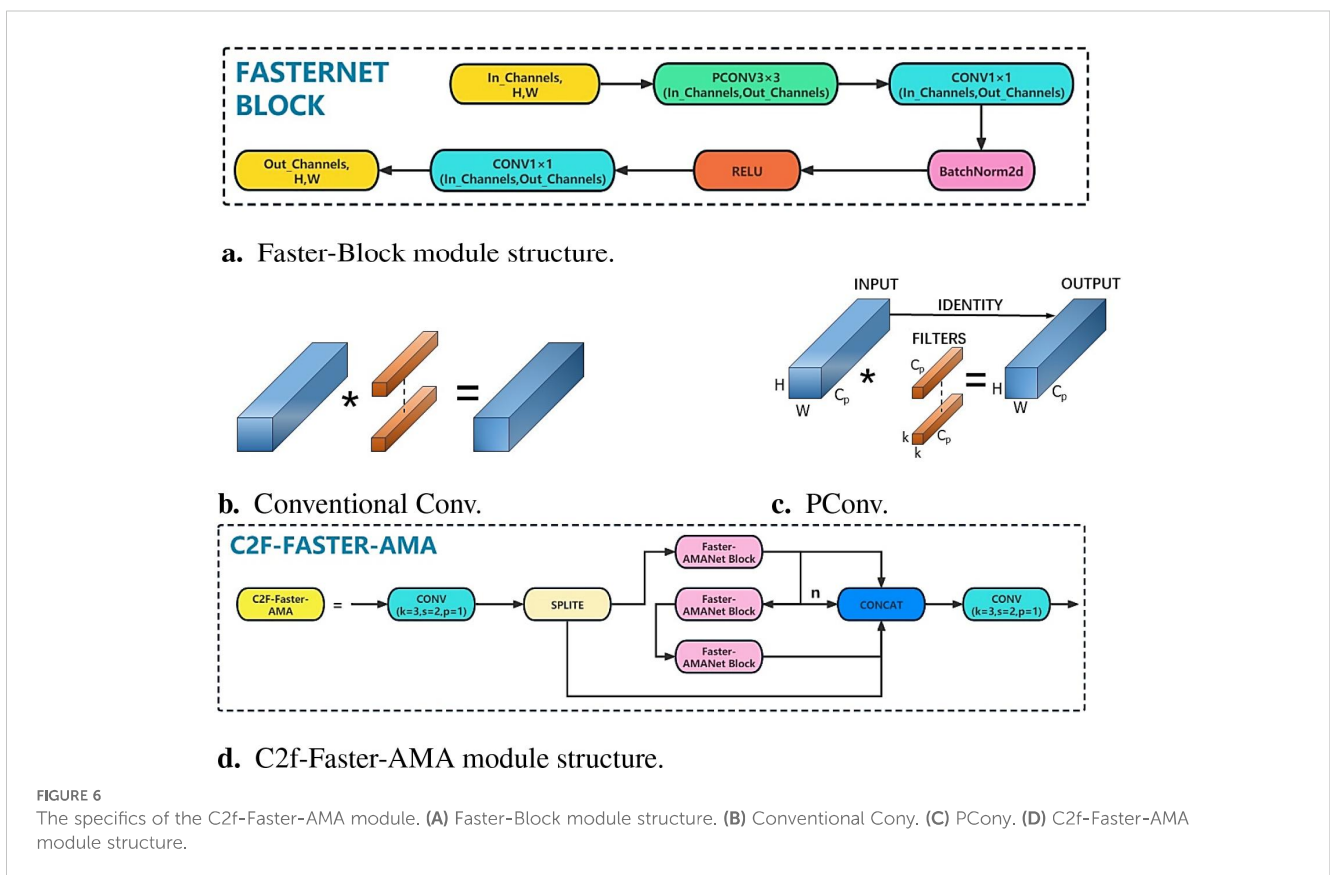 FASTERNET
BLOCK
In_Channels,
H,W
PCONV3×3
(In_Channels,Out_Channels)
CONV1×1
(In_Channels,Out_Channels)
Out_Channels,
H,W
CONV1×1
(In_Channels,Out_Channels)
RELU
BatchNorm2d
a. Faster-Block module structure.
*
=
b. Conventional Conv.
INPUT
OUTPUT
IDENTITY
FILTERS
H
W
Cp
*
Cp
k
k
Cp
=
H
W
Cp
c. PConv.
C2F-FASTER-AMA
C2F-Faster-
AMA
=
CONV
(k=3,s=2,p=1)
SPLITE
Faster-
AMANet Block
Faster-
AMANet Block
Faster-
AMANet Block
n
CONCAT
CONV
(k=3,s=2,p=1)
d. C2f-Faster-AMA module structure.
FIGURE 6
The specifics of the C2f-Faster-AMA module. (A) Faster-Block module structure. (B) Conventional Cony. (C) PCony. (D) C2f-Faster-AMA
module structure.